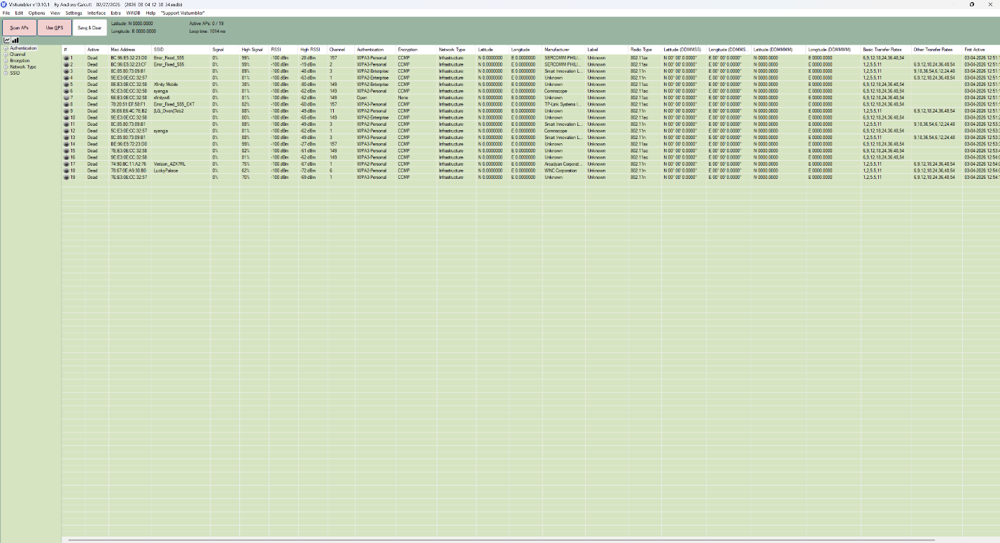 Vistumbler v10.10.1 - By Andrew Calcutt - 02/27/2026 - (2026-03-04 12-50-54.mdb)
File Edit Options View Settings Interface Extra WifiDB Help *Support Vistumbler*
Scan APs Use GPS Save & Clear
Latitude: N 0000.0000 Active APs: 0 / 19
Longitude: E 0000.0000 Loop time: 1014 ms
Authentication
Channel
Encryption
Network Type
SSID
# Active Mac Address SSID Signal High Signal RSSI High RSSI Channel Authentication Encryption Network Type Latitude Longitude Manufacturer Label Radio Type Latitude (DDMMSS) Longitude (DDMMS... Latitude (DDMMMM) Longitude (DDMMMM) Basic Transfer Rates Other Transfer Rates First Active
1 Dead BC:96:E5:32:23:D0 Error_Fixed_555 0% 99% -100 dBm -28 dBm 157 WPA3-Personal CCMP Infrastructure N 0.0000000 E 0.0000000 SERCOMM PHILI... Unknown 802.11ax N 00° 00' 0.0000" E 00° 00' 0.0000" N 0000.0000 E 0000.0000 6,9,12,18,24,36,48,54 03-04-2026 12:51:
2 Dead BC:96:E5:32:23:CF Error_Fixed_555 0% 99% -100 dBm -19 dBm 2 WPA3-Personal CCMP Infrastructure N 0.0000000 E 0.0000000 SERCOMM PHILI... Unknown 802.11ax N 00° 00' 0.0000" E 00° 00' 0.0000" N 0000.0000 E 0000.0000 1,2,5.5,11 6,9,12,18,24,36,48,54 03-04-2026 12:51:
3 Dead 8C:85:80:73:09:B1 0% 89% -100 dBm -48 dBm 3 WPA2-Enterprise CCMP Infrastructure N 0.0000000 E 0.0000000 Smart Innovation L... Unknown 802.11n N 00° 00' 0.0000" E 00° 00' 0.0000" N 0000.0000 E 0000.0000 1,2,5.5,11 9,18,36,54,6,12,24,48 03-04-2026 12:51:
4 Dead 9E:E3:0E:CC:32:57 0% 81% -100 dBm -63 dBm 1 WPA2-Enterprise CCMP Infrastructure N 0.0000000 E 0.0000000 Unknown Unknown 802.11n N 00° 00' 0.0000" E 00° 00' 0.0000" N 0000.0000 E 0000.0000 1,2,5.5,11 6,9,12,18,24,36,48,54 03-04-2026 12:51:
5 Dead BE:E3:0E:CC:32:58 Xfinity Mobile 0% 38% -100 dBm -80 dBm 149 WPA2-Enterprise CCMP Infrastructure N 0.0000000 E 0.0000000 Unknown Unknown 802.11ac N 00° 00' 0.0000" E 00° 00' 0.0000" N 0000.0000 E 0000.0000 6,9,12,18,24,36,48,54 03-04-2026 12:51:
6 Dead 5C:E3:0E:CC:32:58 syangja 0% 81% -100 dBm -62 dBm 149 WPA2-Personal CCMP Infrastructure N 0.0000000 E 0.0000000 Commscope Unknown 802.11ac N 00° 00' 0.0000" E 00° 00' 0.0000" N 0000.0000 E 0000.0000 6,9,12,18,24,36,48,54 03-04-2026 12:51:
7 Dead 6E:E3:0E:CC:32:58 xfinitywifi 0% 81% -100 dBm -62 dBm 149 Open None Infrastructure N 0.0000000 E 0.0000000 Unknown Unknown 802.11ac N 00° 00' 0.0000" E 00° 00' 0.0000" N 0000.0000 E 0000.0000 6,9,12,18,24,36,48,54 03-04-2026 12:51:
8 Dead 78:20:51:EF:58:F1 Error_Fixed_555_EXT 0% 82% -100 dBm -60 dBm 157 WPA3-Personal CCMP Infrastructure N 0.0000000 E 0.0000000 TP-Link Systems I... Unknown 802.11ac N 00° 00' 0.0000" E 00° 00' 0.0000" N 0000.0000 E 0000.0000 6,9,12,18,24,36,48,54 03-04-2026 12:51:
9 Dead 36:E6:E6:4C:7E:B2 [LG_Oven]7eb2 0% 88% -100 dBm -49 dBm 11 WPA2-Personal CCMP Infrastructure N 0.0000000 E 0.0000000 Unknown Unknown 802.11n N 00° 00' 0.0000" E 00° 00' 0.0000" N 0000.0000 E 0000.0000 1,2,5.5,11 6,9,12,18,24,36,48,54 03-04-2026 12:51:
10 Dead 9E:E3:0E:CC:32:58 0% 80% -100 dBm -65 dBm 149 WPA2-Enterprise CCMP Infrastructure N 0.0000000 E 0.0000000 Unknown Unknown 802.11ac N 00° 00' 0.0000" E 00° 00' 0.0000" N 0000.0000 E 0000.0000 6,9,12,18,24,36,48,54 03-04-2026 12:51:
11 Dead 8C:85:80:73:09:B1 0% 88% -100 dBm -49 dBm 3 WPA2-Personal CCMP Infrastructure N 0.0000000 E 0.0000000 Smart Innovation L... Unknown 802.11n N 00° 00' 0.0000" E 00° 00' 0.0000" N 0000.0000 E 0000.0000 1,2,5.5,11 9,18,36,54,6,12,24,48 03-04-2026 12:53:
12 Dead 5C:E3:0E:CC:32:57 syangja 0% 81% -100 dBm -62 dBm 1 WPA2-Personal CCMP Infrastructure N 0.0000000 E 0.0000000 Commscope Unknown 802.11n N 00° 00' 0.0000" E 00° 00' 0.0000" N 0000.0000 E 0000.0000 6,9,12,18,24,36,48,54 03-04-2026 12:53:
13 Dead 8C:85:80:73:09:B1 0% 88% -100 dBm -49 dBm 3 WPA2-Personal CCMP Infrastructure N 0.0000000 E 0.0000000 Smart Innovation L... Unknown 802.11n N 00° 00' 0.0000" E 00° 00' 0.0000" N 0000.0000 E 0000.0000 1,2,5.5,11 9,18,36,54,6,12,24,48 03-04-2026 12:53:
14 Dead BE:96:E5:72:23:D0 0% 99% -100 dBm -27 dBm 157 WPA3-Personal CCMP Infrastructure N 0.0000000 E 0.0000000 Unknown Unknown 802.11ax N 00° 00' 0.0000" E 00° 00' 0.0000" N 0000.0000 E 0000.0000 6,9,12,18,24,36,48,54 03-04-2026 12:53:
15 Dead 7E:E3:0E:CC:32:58 0% 82% -100 dBm -61 dBm 149 WPA2-Personal CCMP Infrastructure N 0.0000000 E 0.0000000 Unknown Unknown 802.11ac N 00° 00' 0.0000" E 00° 00' 0.0000" N 0000.0000 E 0000.0000 6,9,12,18,24,36,48,54 03-04-2026 12:53:
16 Dead 9E:E3:0E:CC:32:58 0% 81% -100 dBm -62 dBm 149 WPA2-Personal CCMP Infrastructure N 0.0000000 E 0.0000000 Unknown Unknown 802.11ac N 00° 00' 0.0000" E 00° 00' 0.0000" N 0000.0000 E 0000.0000 6,9,12,18,24,36,48,54 03-04-2026 12:54:
17 Dead 74:90:BC:11:A2:76 Verizon_4ZX7RL 0% 75% -100 dBm -67 dBm 1 WPA2-Personal CCMP Infrastructure N 0.0000000 E 0.0000000 Arcadyan Corporat... Unknown 802.11n N 00° 00' 0.0000" E 00° 00' 0.0000" N 0000.0000 E 0000.0000 1,2,5.5,11 6,9,12,18,24,36,48,54 03-04-2026 12:54:
18 Dead 78:67:0E:A9:30:B0 LuckyPalace 0% 62% -100 dBm -72 dBm 6 WPA2-Personal CCMP Infrastructure N 0.0000000 E 0.0000000 WNC Corporation Unknown 802.11n N 00° 00' 0.0000" E 00° 00' 0.0000" N 0000.0000 E 0000.0000 1,2,5.5,11 6,9,12,18,24,36,48,54 03-04-2026 12:54:
19 Dead 7E:E3:0E:CC:32:57 0% 70% -100 dBm -69 dBm 1 WPA2-Personal CCMP Infrastructure N 0.0000000 E 0.0000000 Unknown Unknown 802.11n N 00° 00' 0.0000" E 00° 00' 0.0000" N 0000.0000 E 0000.0000 1,2,5.5,11 6,9,12,18,24,36,48,54 03-04-2026 12:54: